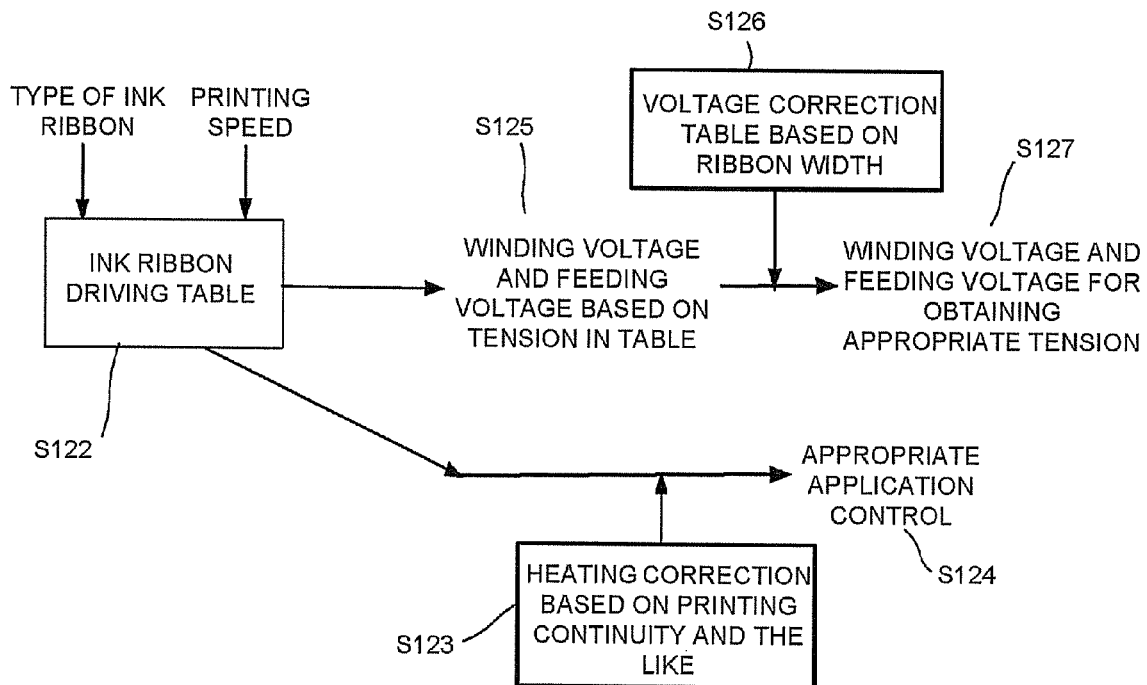 S126
TYPE OF INK
RIBBON
PRINTING
SPEED
S125
VOLTAGE CORRECTION
TABLE BASED ON
RIBBON WIDTH
S127
INK RIBBON
DRIVING TABLE
WINDING VOLTAGE
AND FEEDING
VOLTAGE BASED ON
TENSION IN TABLE
WINDING VOLTAGE AND
FEEDING VOLTAGE FOR
OBTAINING
APPROPRIATE TENSION
S122
APPROPRIATE
APPLICATION
CONTROL
S124
HEATING CORRECTION
BASED ON PRINTING
CONTINUITY AND THE
LIKE
S123